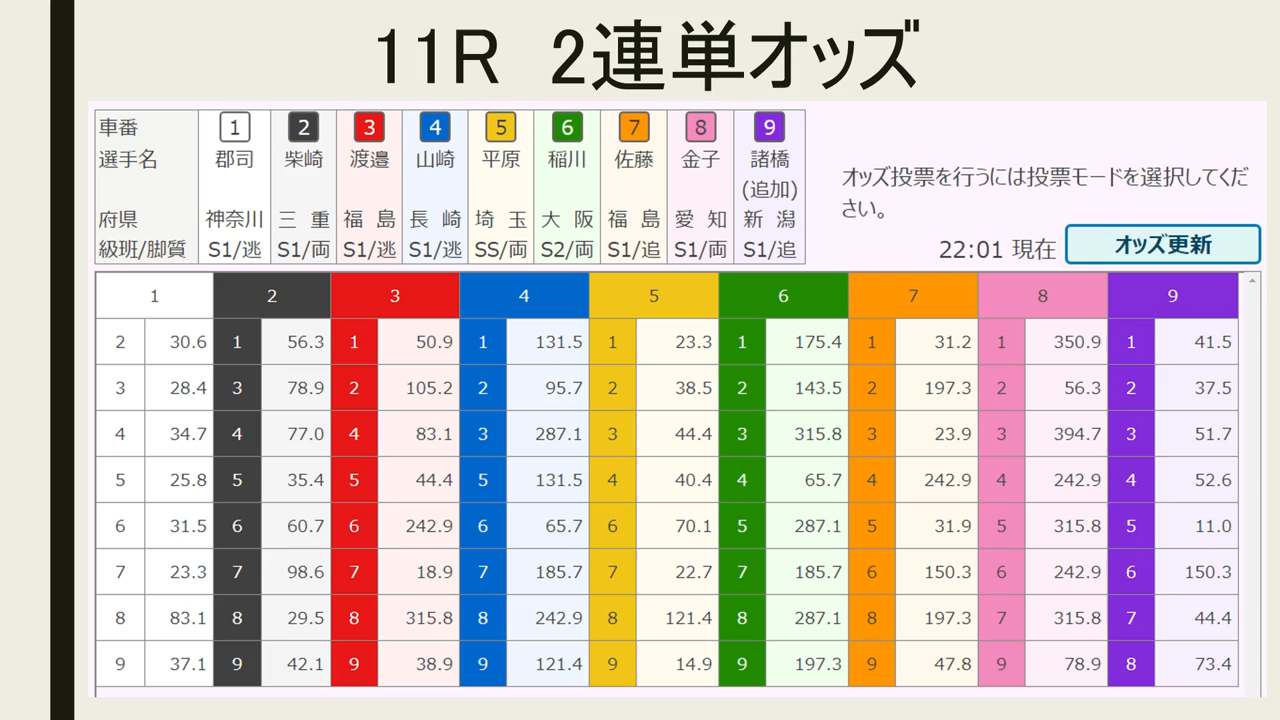 11R 2連単オッズ
車番 1 2 3 4 5 6 7 8 9
選手名 郡司 柴崎 渡邉 山崎 平原 稲川 佐藤 金子 諸橋
(追加)
府県 神奈川 三重 福島 長崎 埼玉 大阪 福島 愛知 新潟
級班/脚質 S1/逃 S1/両 S1/逃 S1/逃 SS/両 S2/両 S1/追 S1/両 S1/追
オッズ投票を行うには投票モードを選択してくだ
さい。
22:01 現在 オッズ更新
1 2 3 4 5 6 7 8 9
2 30.6 1 56.3 1 50.9 1 131.5 1 23.3 1 175.4 1 31.2 1 350.9 1 41.5
3 28.4 3 78.9 2 105.2 2 95.7 2 38.5 2 143.5 2 197.3 2 56.3 2 37.5
4 34.7 4 77.0 4 83.1 3 287.1 3 44.4 3 315.8 3 23.9 3 394.7 3 51.7
5 25.8 5 35.4 5 44.4 5 131.5 4 40.4 4 65.7 4 242.9 4 242.9 4 52.6
6 31.5 6 60.7 6 242.9 6 65.7 6 70.1 5 287.1 5 31.9 5 315.8 5 11.0
7 23.3 7 98.6 7 18.9 7 185.7 7 22.7 7 185.7 6 150.3 6 242.9 6 150.3
8 83.1 8 29.5 8 315.8 8 242.9 8 121.4 8 287.1 8 197.3 7 315.8 7 44.4
9 37.1 9 42.1 9 38.9 9 121.4 9 14.9 9 197.3 9 47.8 9 78.9 8 73.4